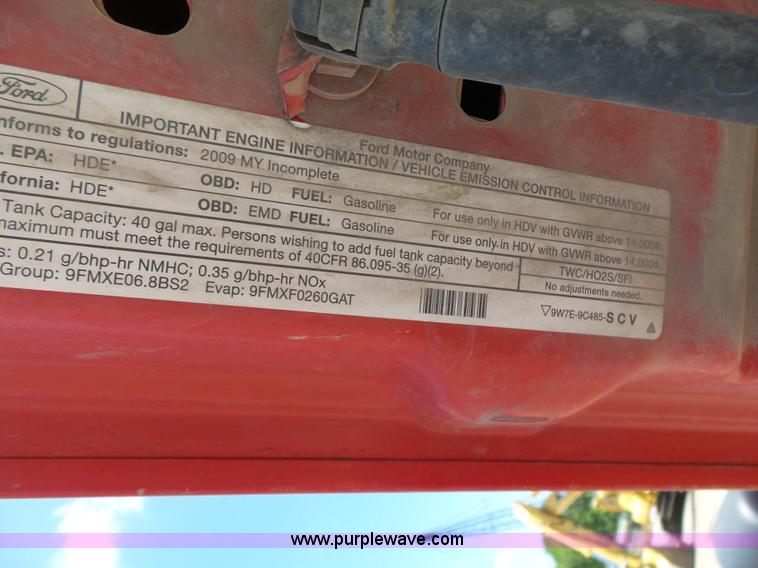 Ford
Ford Motor Company
IMPORTANT ENGINE INFORMATION / VEHICLE EMISSION CONTROL INFORMATION
nforms to regulations: 2009 MY Incomplete
. EPA: HDE* OBD: HD FUEL: Gasoline For use only in HDV with GVWR above 14,000#.
ifornia: HDE* OBD: EMD FUEL: Gasoline For use only in HDV with GVWR above 14,000#.
Tank Capacity: 40 gal max. Persons wishing to add fuel tank capacity beyond
maximum must meet the requirements of 40CFR 86.095-35 (g)(2).
TWC/HO2S/SFI
No adjustments needed.
s: 0.21 g/bhp-hr NMHC; 0.35 g/bhp-hr NOx
Group: 9FMXE06.8BS2 Evap: 9FMXF0260GAT
9W7E-9C485-S C V
www.purplewave.com